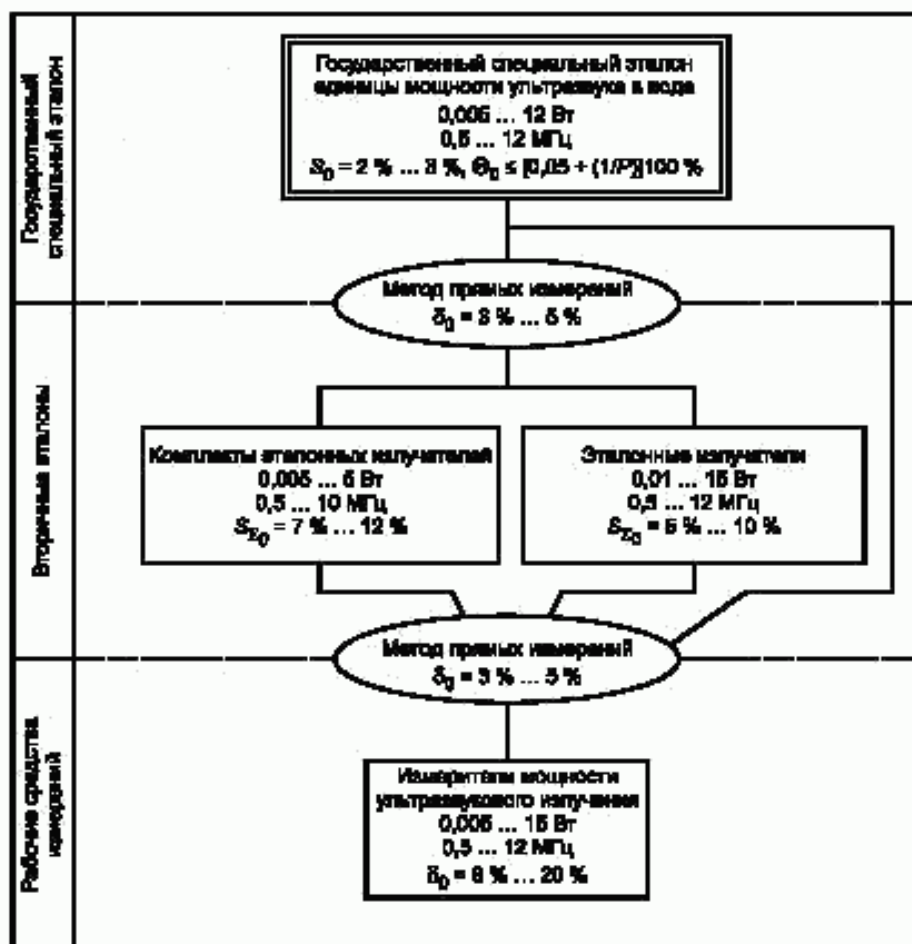 Государственный специальный эталон
Государственный специальный эталон
единицы мощности ультразвука в воде
0,005 ... 12 Вт
0,5 ... 12 МГц
S0 = 2 % ... 3 %, Θ0 ≤ [0,05 + (1/P)]100 %
Метод прямых измерений
δ0 = 3 % ... 5 %
Вторичные эталоны
Комплекты эталонных излучателей
0,005 ... 5 Вт
0,5 ... 10 МГц
SΣ0 = 7 % ... 12 %
Эталонные излучатели
0,01 ... 15 Вт
0,5 ... 12 МГц
SΣ0 = 5 % ... 10 %
Метод прямых измерений
δ0 = 3 % ... 5 %
Рабочие средства измерений
Измерители мощности
ультразвукового излучения
0,005 ... 15 Вт
0,5 ... 12 МГц
 ... 20 %